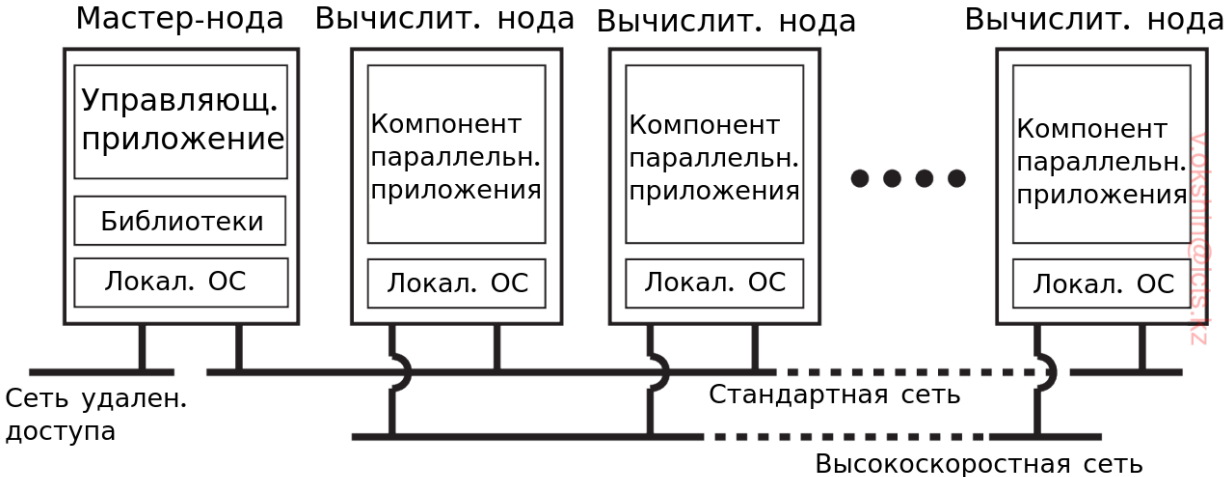 Мастер-нода
Вычислит. нода
Вычислит. нода
Вычислит. нода
Управляющ.
приложение
Библиотеки
Локал. ОС
Компонент
параллельн.
приложения
Локал. ОС
Компонент
параллельн.
приложения
Локал. ОС
Компонент
параллельн.
приложения
Локал. ОС
v.okshin@icis.kz
Сеть удален.
доступа
Стандартная сеть
Высокоскоростная сеть